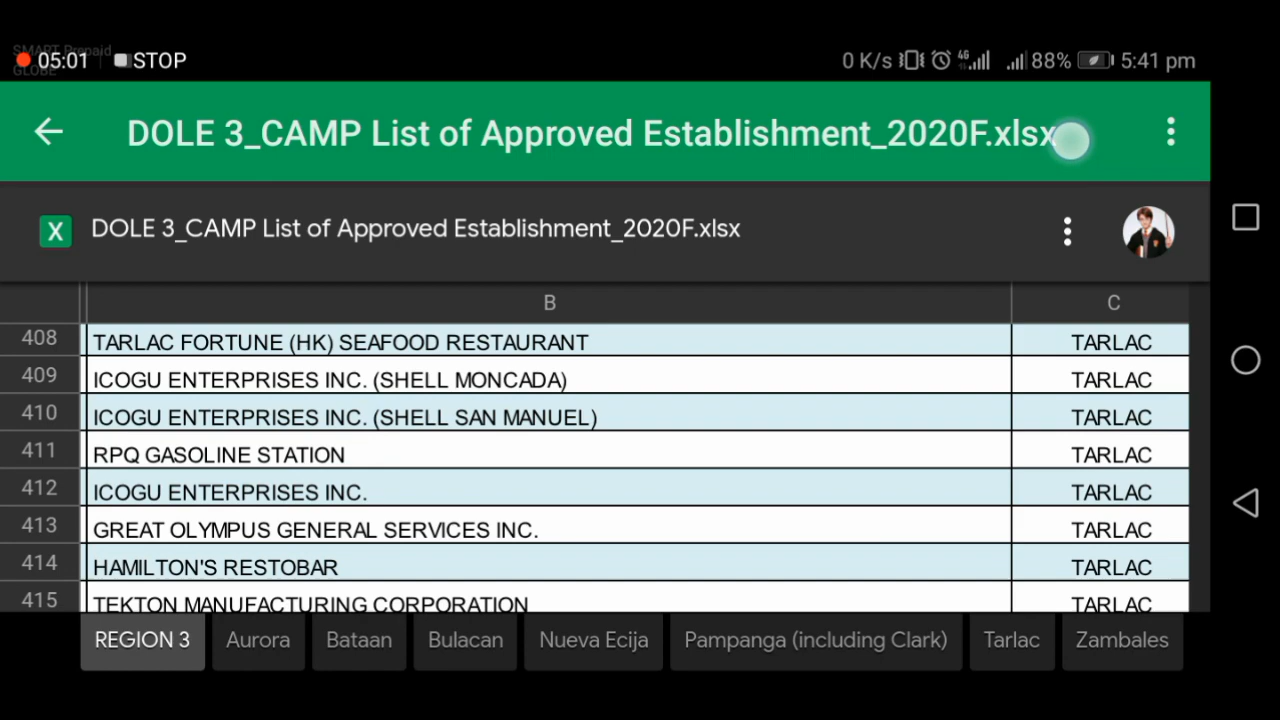 SMART Prepaid
GLOBE
05:01 STOP 0 K/s 4G 88% 5:41 pm
DOLE 3_CAMP List of Approved Establishment_2020F.xlsx
X DOLE 3_CAMP List of Approved Establishment_2020F.xlsx
B C
408 TARLAC FORTUNE (HK) SEAFOOD RESTAURANT TARLAC
409 ICOGU ENTERPRISES INC. (SHELL MONCADA) TARLAC
410 ICOGU ENTERPRISES INC. (SHELL SAN MANUEL) TARLAC
411 RPQ GASOLINE STATION TARLAC
412 ICOGU ENTERPRISES INC. TARLAC
413 GREAT OLYMPUS GENERAL SERVICES INC. TARLAC
414 HAMILTON'S RESTOBAR TARLAC
415 TEKTON MANUFACTURING CORPORATION TARLAC
REGION 3 Aurora Bataan Bulacan Nueva Ecija Pampanga (including Clark) Tarlac Zambales